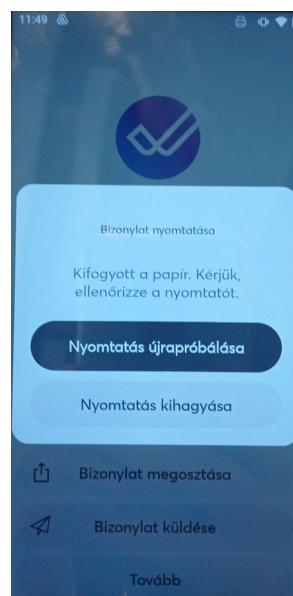 11:49
Bizonylat nyomtatása
Kifogyott a papír. Kérjük,
ellenőrizze a nyomtatót.
Nyomtatás újrapróbálása
Nyomtatás kihagyása
Bizonylat megosztása
Bizonylat küldése
Tovább